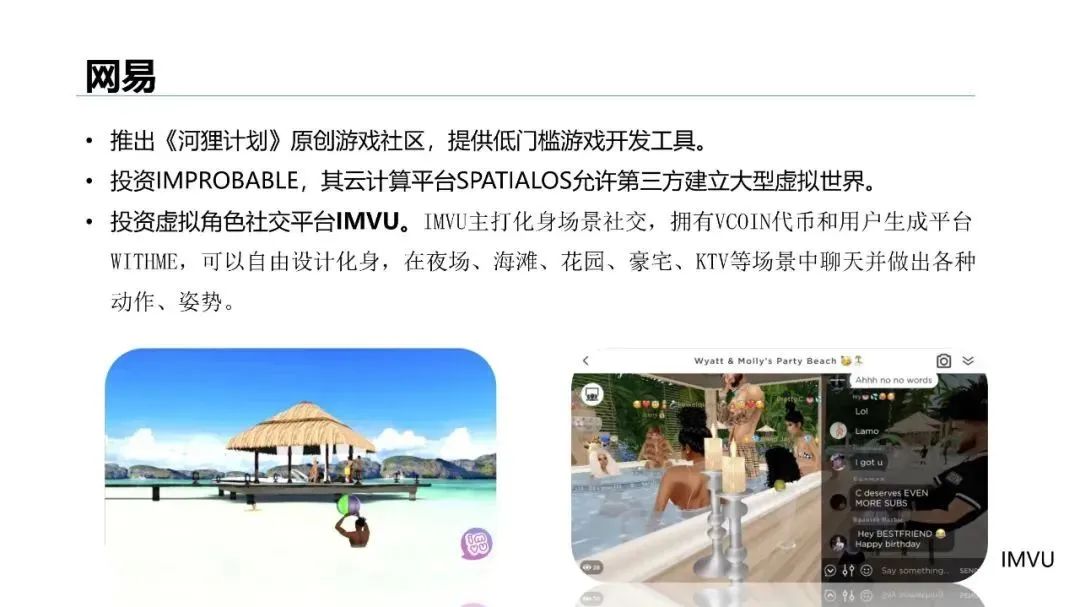 网易
• 推出《河狸计划》原创游戏社区，提供低门槛游戏开发工具。
• 投资IMPROBABLE，其云计算平台SPATIALOS允许第三方建立大型虚拟世界。
• 投资虚拟角色社交平台IMVU。IMVU主打化身场景社交，拥有VCOIN代币和用户生成平台
WITHME，可以自由设计化身，在夜场、海滩、花园、豪宅、KTV等场景中聊天并做出各种
动作、姿势。
Wyatt & Molly's Party Beach
Ahhh no no words
Lol
Lamo
I got u
C deserves EVEN
MORE SUBS
Hey BESTFRIEND
Happy birthday
Say something...
IMVU